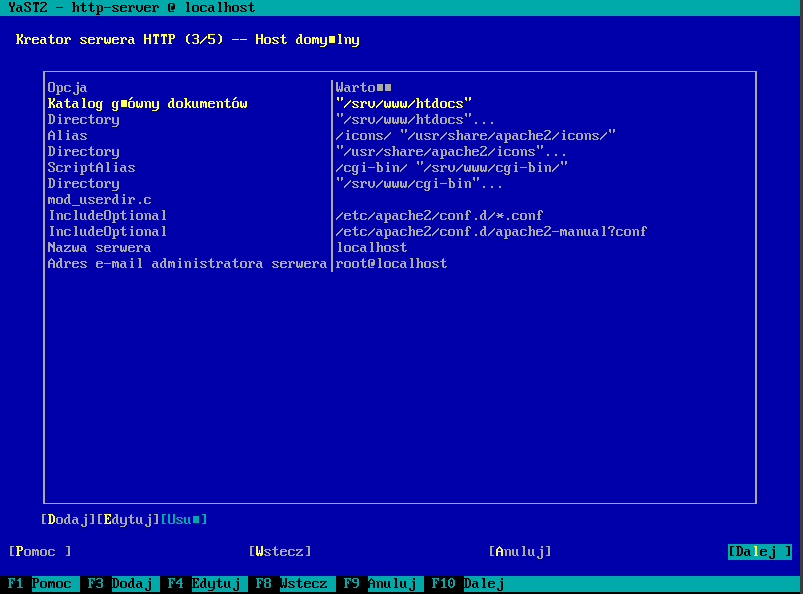 YaST2 - http-server @ localhost
Kreator serwera HTTP (3/5) -- Host domy■lny
Opcja Warto■■
Katalog g■ówny dokumentów "/srv/www/htdocs"
Directory "/srv/www/htdocs"...
Alias /icons/ "/usr/share/apache2/icons/"
Directory "/usr/share/apache2/icons"...
ScriptAlias /cgi-bin/ "/srv/www/cgi-bin/"
Directory "/srv/www/cgi-bin"...
mod_userdir.c
IncludeOptional /etc/apache2/conf.d/*.conf
IncludeOptional /etc/apache2/conf.d/apache2-manual?conf
Nazwa serwera localhost
Adres e-mail administratora serwera root@localhost
[Dodaj][Edytuj][Usu■]
[Pomoc ] [Wstecz] [Anuluj] [Dalej ]
F1 Pomoc F3 Dodaj F4 Edytuj F8 Wstecz F9 Anuluj F10 Dalej